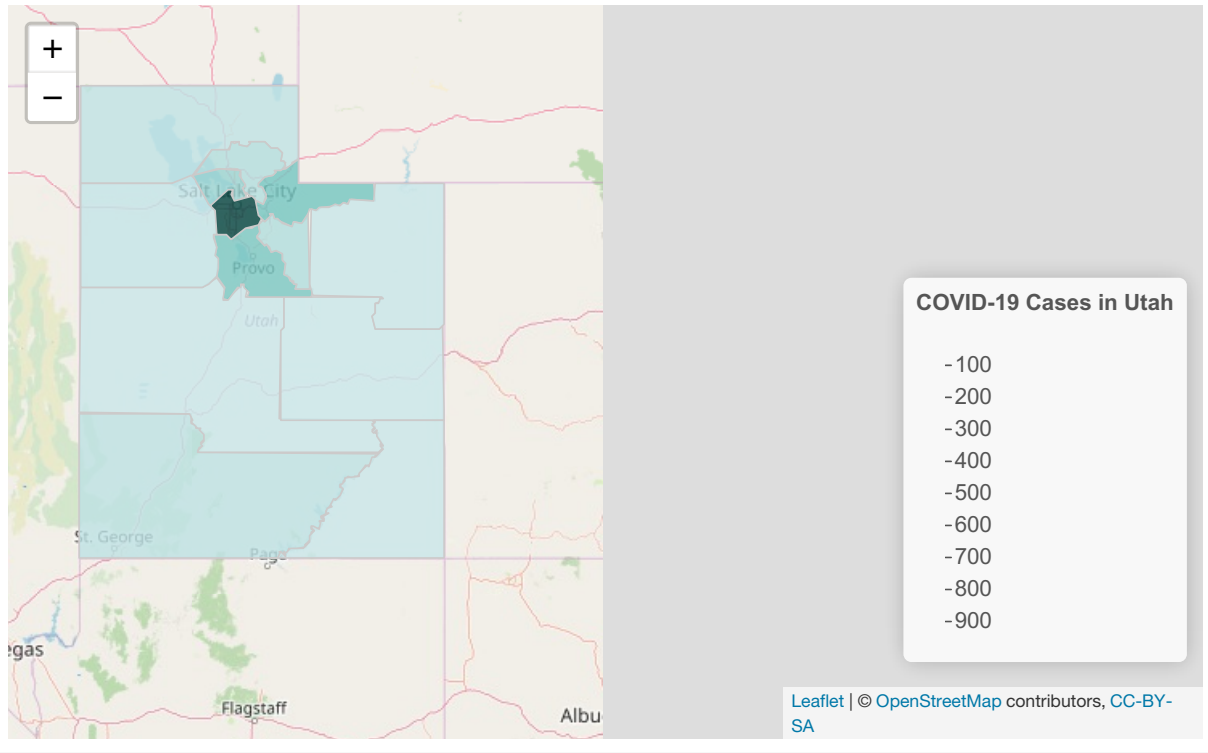 +
−
Salt Lake City
Provo
Utah
COVID-19 Cases in Utah
-100
-200
-300
-400
-500
-600
-700
-800
-900
St. George
Page
egas
Flagstaff
Albu
Leaflet | © OpenStreetMap contributors, CC-BY-
SA